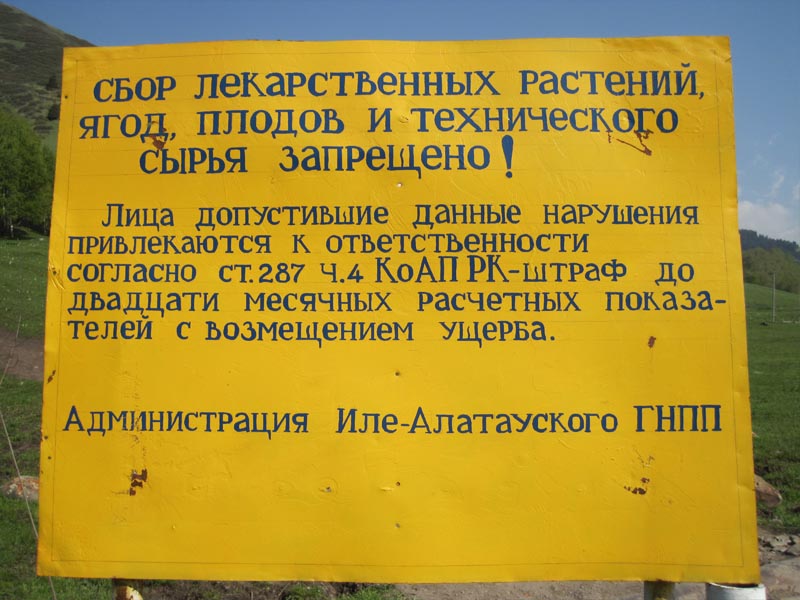 СБОР ЛЕКАРСТВЕННЫХ РАСТЕНИЙ,
ЯГОД, ПЛОДОВ И ТЕХНИЧЕСКОГО
СЫРЬЯ ЗАПРЕЩЕНО!
Лица допустившие данные нарушения
привлекаются к ответственности
согласно ст.287 ч.4 КоАП РК-штраф до
двадцати месячных расчетных показа-
телей с возмещением ущерба.
Администрация Иле-Алатауского ГНПП